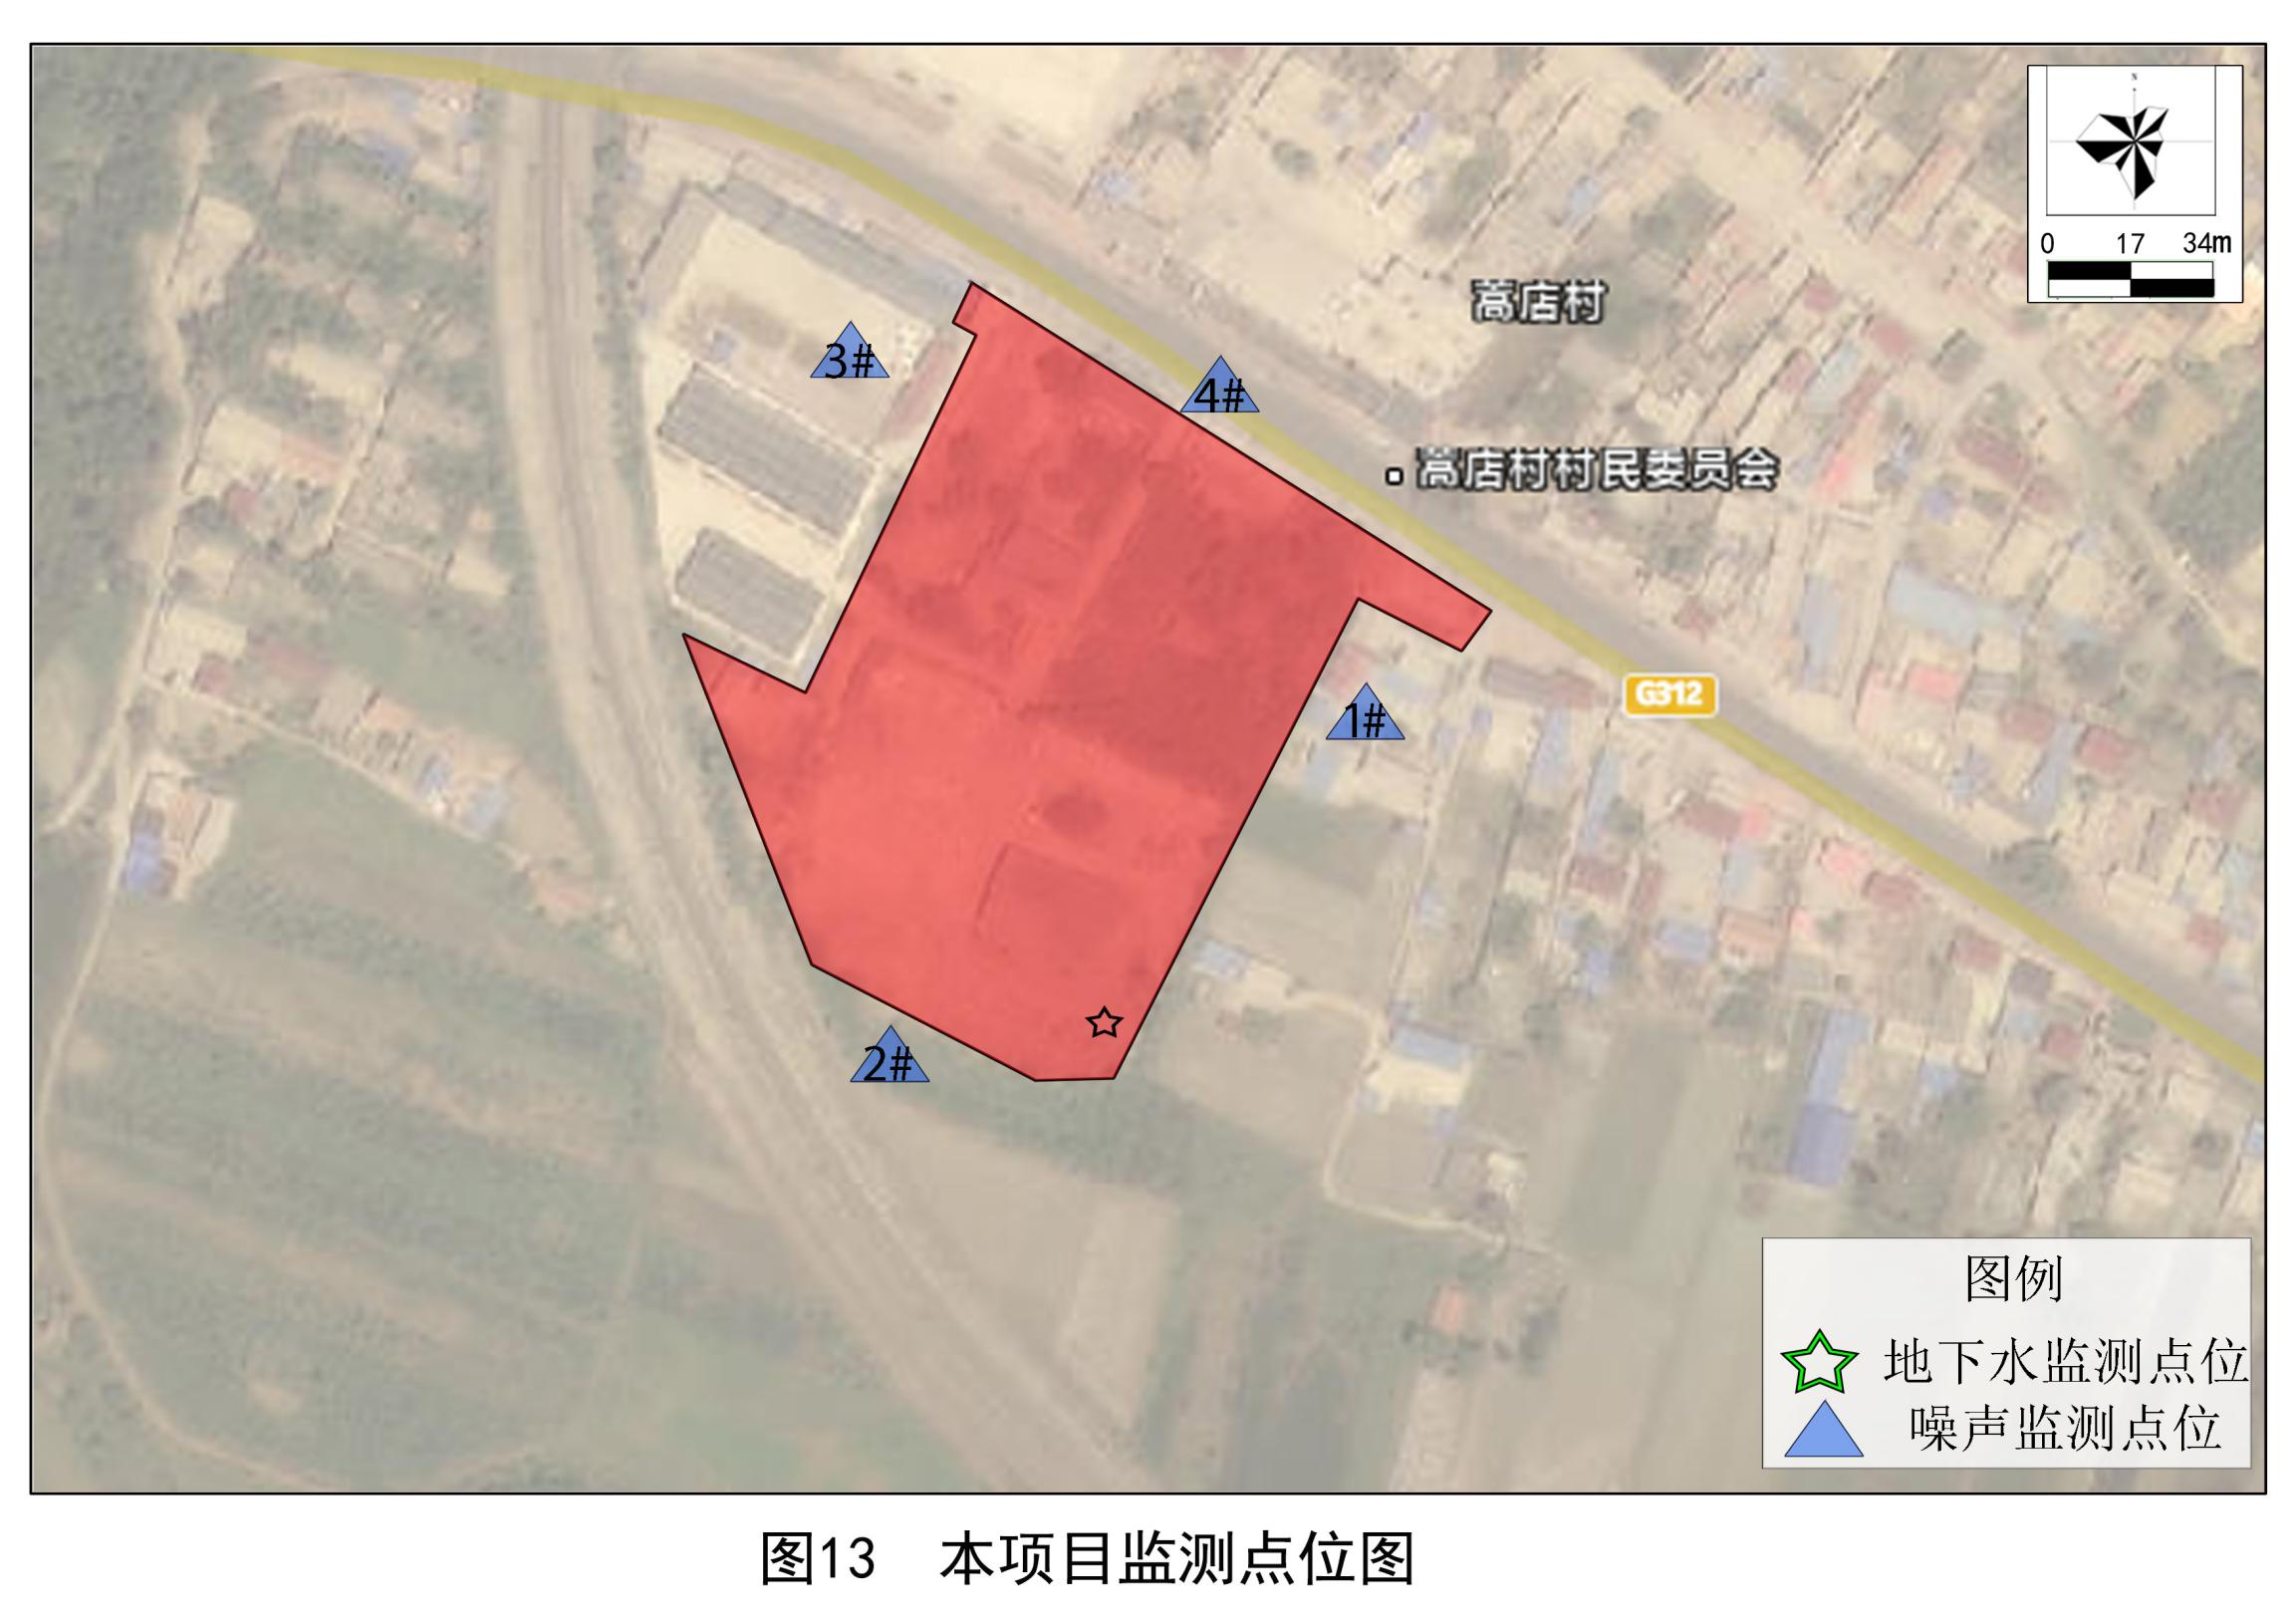 N
0 17 34m
蒿店村
3#
4#
蒿店村村民委员会
G312
1#
2#
图例
地下水监测点位
噪声监测点位
图13 本项目监测点位图